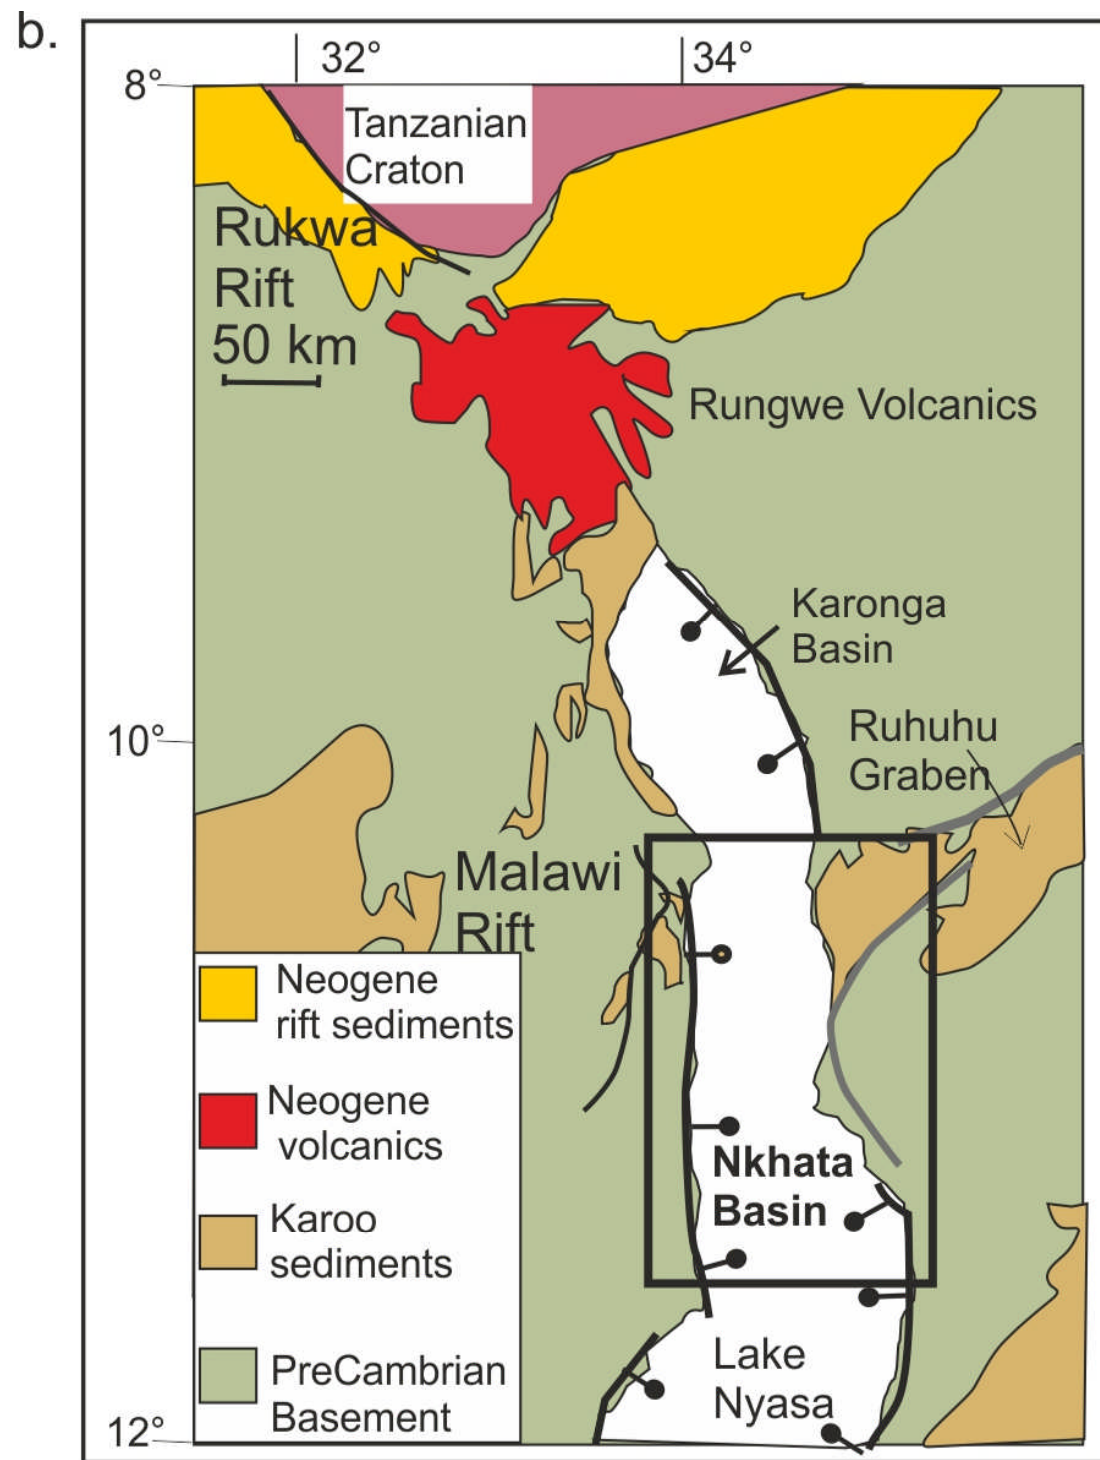 b.
32°
34°
8°
Tanzanian
Craton
Rukwa
Rift
50 km
Rungwe Volcanics
Karonga
Basin
10°
Ruhuhu
Graben
Malawi
Rift
Neogene
rift sediments
Neogene
volcanics
Nkhata
Basin
Karoo
sediments
Lake
Nyasa
PreCambrian
Basement
12°